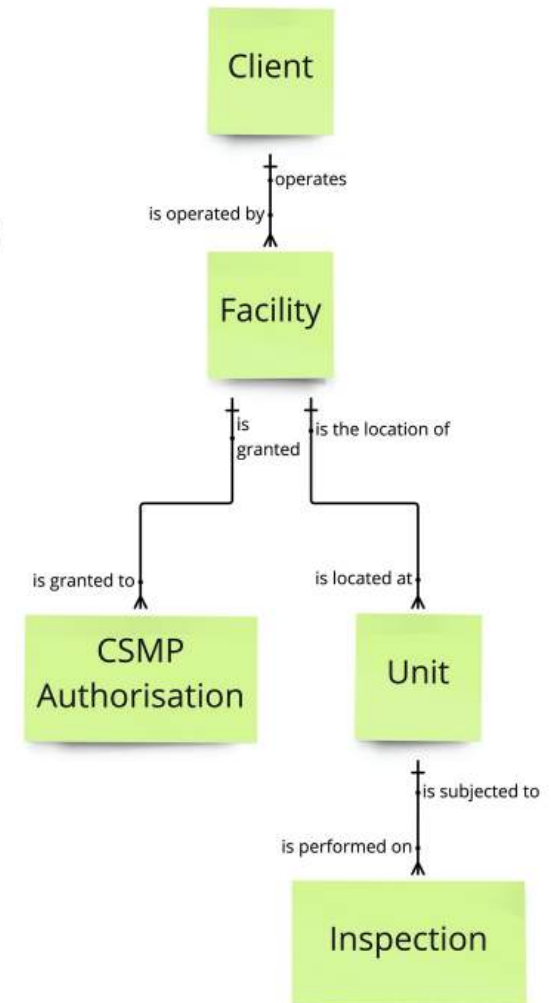 Client
operates
is operated by
Facility
is
granted
is the location of
is granted to
is located at
CSMP
Authorisation
Unit
is subjected to
is performed on
Inspection